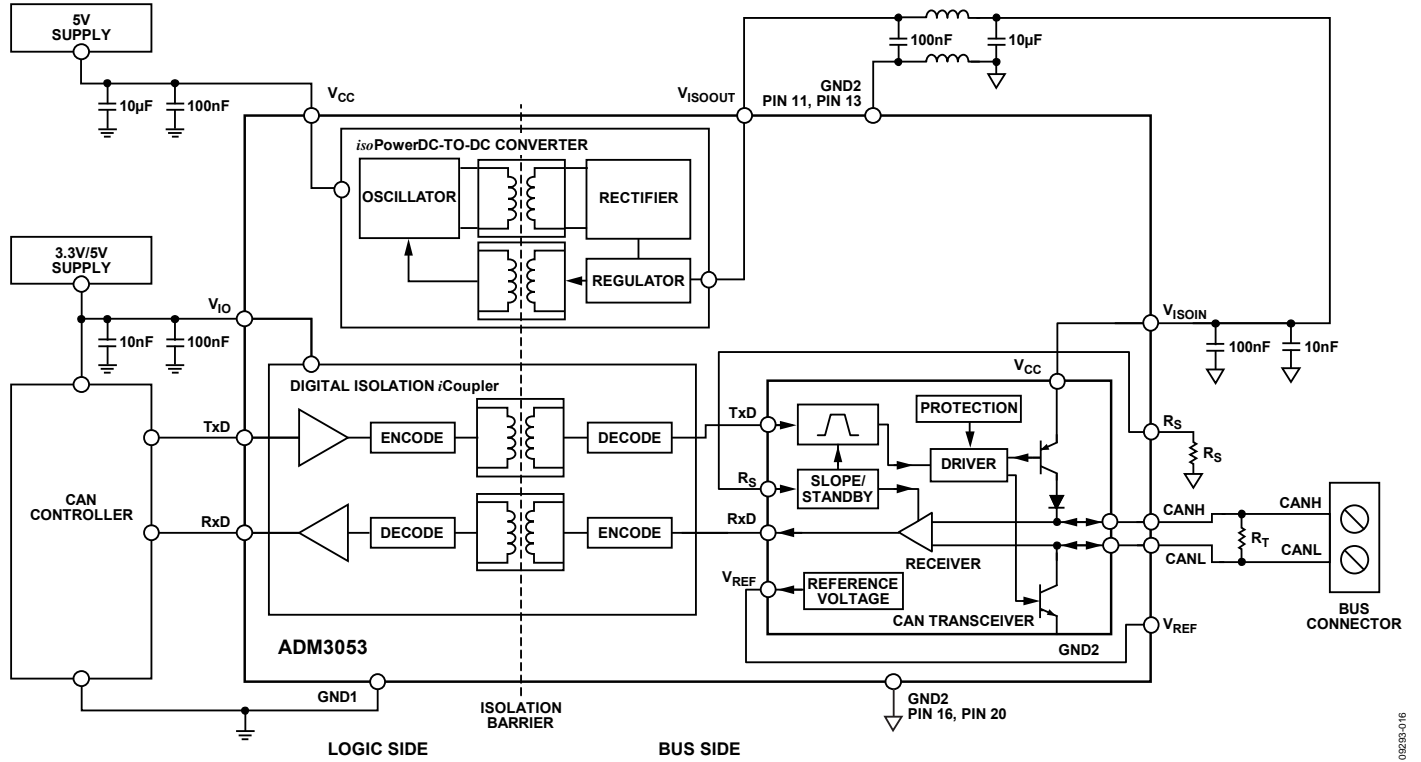 5V
SUPPLY
10µF
100nF
VCC
VISOOUT
100nF
10µF
GND2
PIN 11, PIN 13
isoPowerDC-TO-DC CONVERTER
OSCILLATOR
RECTIFIER
REGULATOR
3.3V/5V
SUPPLY
VIO
10nF
100nF
VISOIN
100nF
10nF
DIGITAL ISOLATION iCoupler
VCC
TxD
ENCODE
DECODE
TxD
PROTECTION
DRIVER
RS
RS
RS
SLOPE/
STANDBY
CAN
CONTROLLER
RxD
DECODE
ENCODE
RxD
RECEIVER
CANH
CANH
RT
CANL
CANL
VREF
REFERENCE
VOLTAGE
CAN TRANSCEIVER
GND2
BUS
CONNECTOR
VREF
ADM3053
GND1
ISOLATION
BARRIER
GND2
PIN 16, PIN 20
LOGIC SIDE
BUS SIDE
09293-016